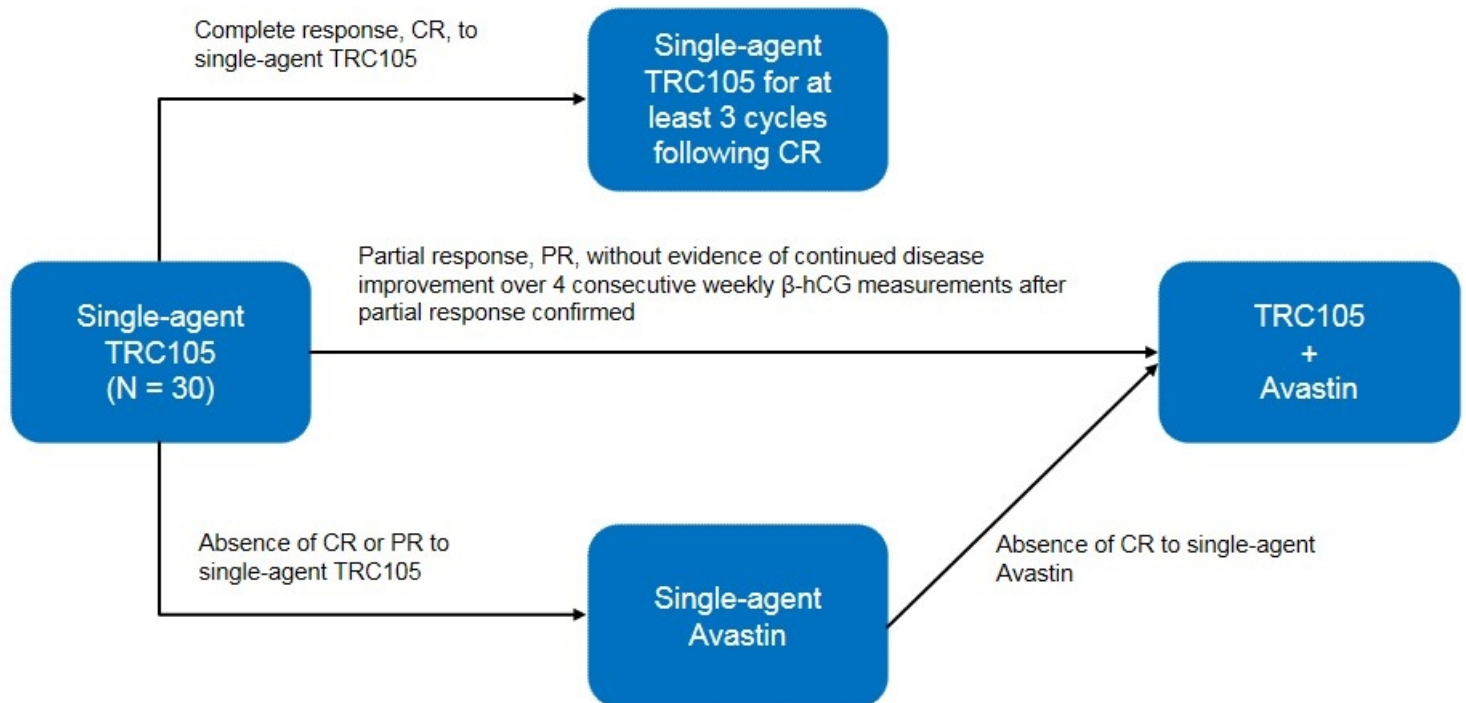 Complete response, CR, to
single-agent TRC105
Single-agent
TRC105 for at
least 3 cycles
following CR
Partial response, PR, without evidence of continued disease
improvement over 4 consecutive weekly β-hCG measurements after
partial response confirmed
Single-agent
TRC105
(N = 30)
TRC105
+
Avastin
Absence of CR or PR to
single-agent TRC105
Single-agent
Avastin
Absence of CR to single-agent
Avastin